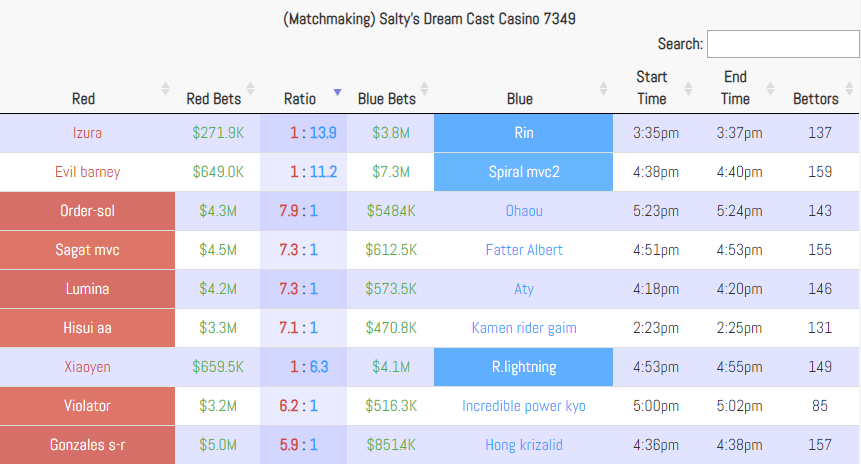 (Matchmaking) Salty's Dream Cast Casino 7349
Search:
Red Red Bets Ratio Blue Bets Blue Start Time End Time Bettors
Izura $271.9K 1 : 13.9 $3.8M Rin 3:35pm 3:37pm 137
Evil barney $649.0K 1 : 11.2 $7.3M Spiral mvc2 4:38pm 4:40pm 159
Order-sol $4.3M 7.9 : 1 $5484K Ohaou 5:23pm 5:24pm 143
Sagat mvc $4.5M 7.3 : 1 $612.5K Fatter Albert 4:51pm 4:53pm 155
Lumina $4.2M 7.3 : 1 $573.5K Aty 4:18pm 4:20pm 146
Hisui aa $3.3M 7.1 : 1 $470.8K Kamen rider gaim 2:23pm 2:25pm 131
Xiaoyen $659.5K 1 : 6.3 $4.1M R.lightning 4:53pm 4:55pm 149
Violator $3.2M 6.2 : 1 $516.3K Incredible power kyo 5:00pm 5:02pm 85
Gonzales s-r $5.0M 5.9 : 1 $8514K Hong krizalid 4:36pm 4:38pm 157